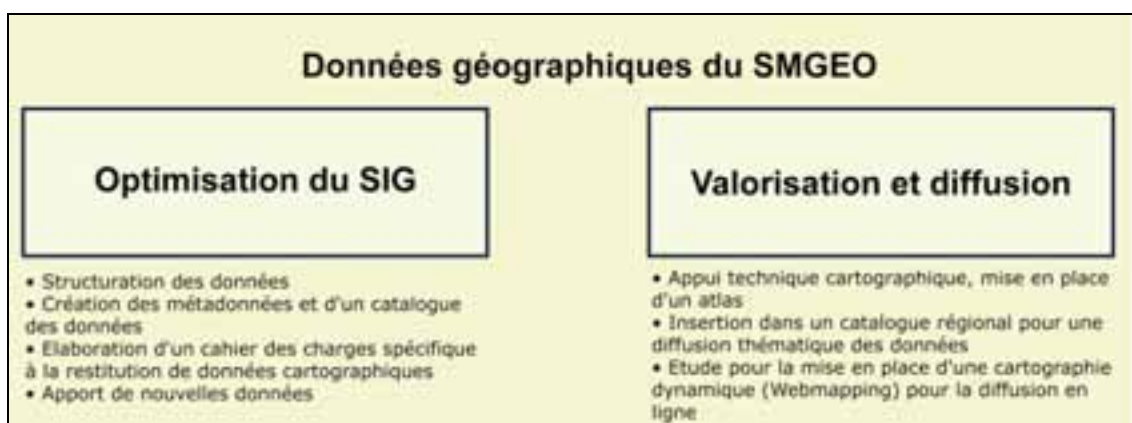 Données géographiques du SMGEO
Optimisation du SIG
• Structuration des données
• Création des métadonnées et d'un catalogue
des données
• Elaboration d'un cahier des charges spécifique
à la restitution de données cartographiques
• Apport de nouvelles données
Valorisation et diffusion
• Appui technique cartographique, mise en place
d'un atlas
• Insertion dans un catalogue régional pour une
diffusion thématique des données
• Etude pour la mise en place d'une cartographie
dynamique (Webmapping) pour la diffusion en
ligne